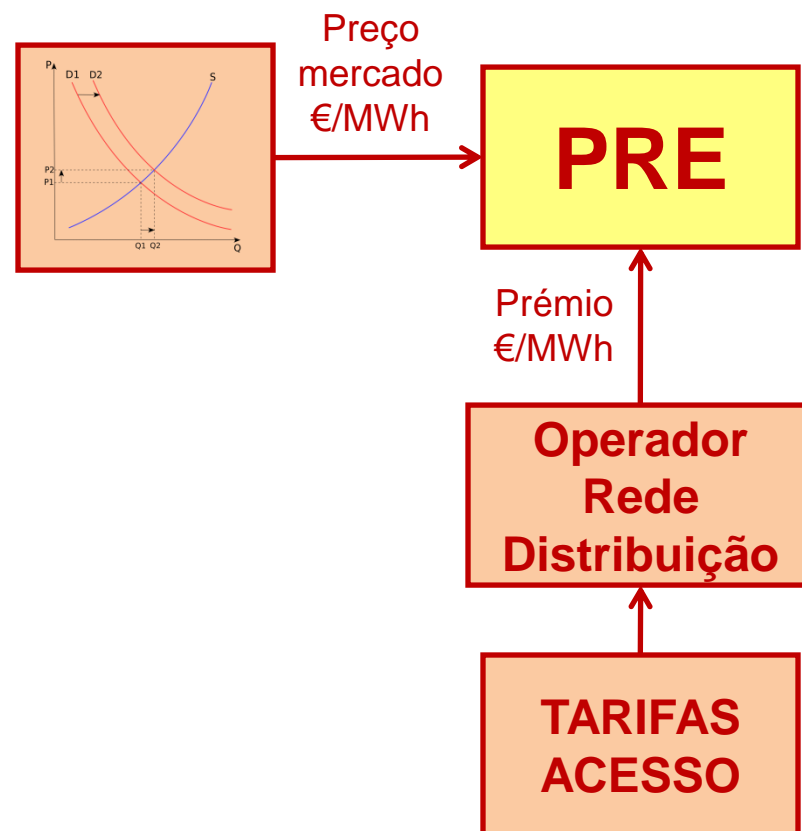 Preço
mercado
€/MWh
P
D1
D2
S
P2
P1
Q1
Q2
Q
PRE
Prémio
€/MWh
Operador
Rede
Distribuição
TARIFAS
ACESSO